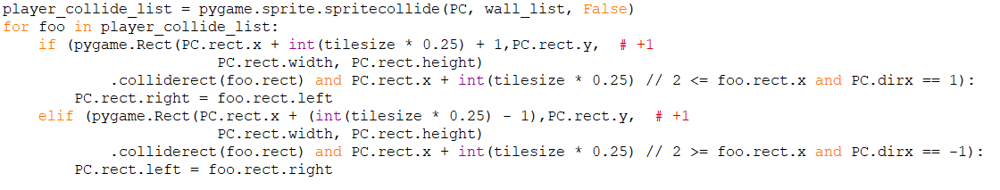 player_collide_list = pygame.sprite.spritecollide(PC, wall_list, False)
for foo in player_collide_list:
    if (pygame.Rect(PC.rect.x + int(tilesize * 0.25) + 1,PC.rect.y,  # +1
                        PC.rect.width, PC.rect.height)
            .colliderect(foo.rect) and PC.rect.x + int(tilesize * 0.25) // 2 <= foo.rect.x and PC.dirx == 1):
        PC.rect.right = foo.rect.left
    elif (pygame.Rect(PC.rect.x + (int(tilesize * 0.25) - 1),PC.rect.y,  # +1
                        PC.rect.width, PC.rect.height)
            .colliderect(foo.rect) and PC.rect.x + int(tilesize * 0.25) // 2 >= foo.rect.x and PC.dirx == -1):
        PC.rect.left = foo.rect.right